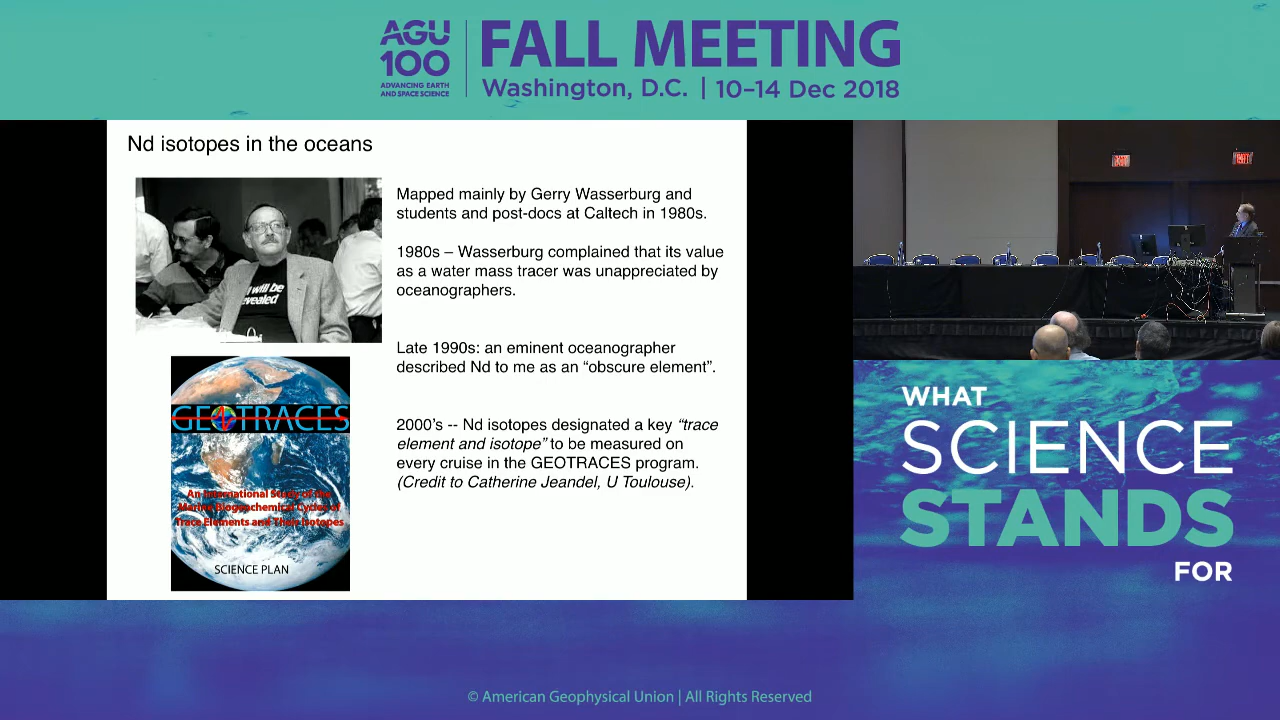 AGU
100
ADVANCING EARTH
AND SPACE SCIENCE
FALL MEETING
Washington, D.C. | 10–14 Dec 2018
Nd isotopes in the oceans
Mapped mainly by Gerry Wasserburg and
students and post-docs at Caltech in 1980s.
1980s – Wasserburg complained that its value
as a water mass tracer was unappreciated by
oceanographers.
Late 1990s: an eminent oceanographer
described Nd to me as an “obscure element”.
2000’s -- Nd isotopes designated a key “trace
element and isotope” to be measured on
every cruise in the GEOTRACES program.
(Credit to Catherine Jeandel, U Toulouse).
will be
GEOTRACES
An International Study of the
Marine Biogeochemical Cycles of
Trace Elements and Their Isotopes
SCIENCE PLAN
EXIT
WHAT
SCIENCE
STANDS
FOR
© American Geophysical Union | All Rights Reserved